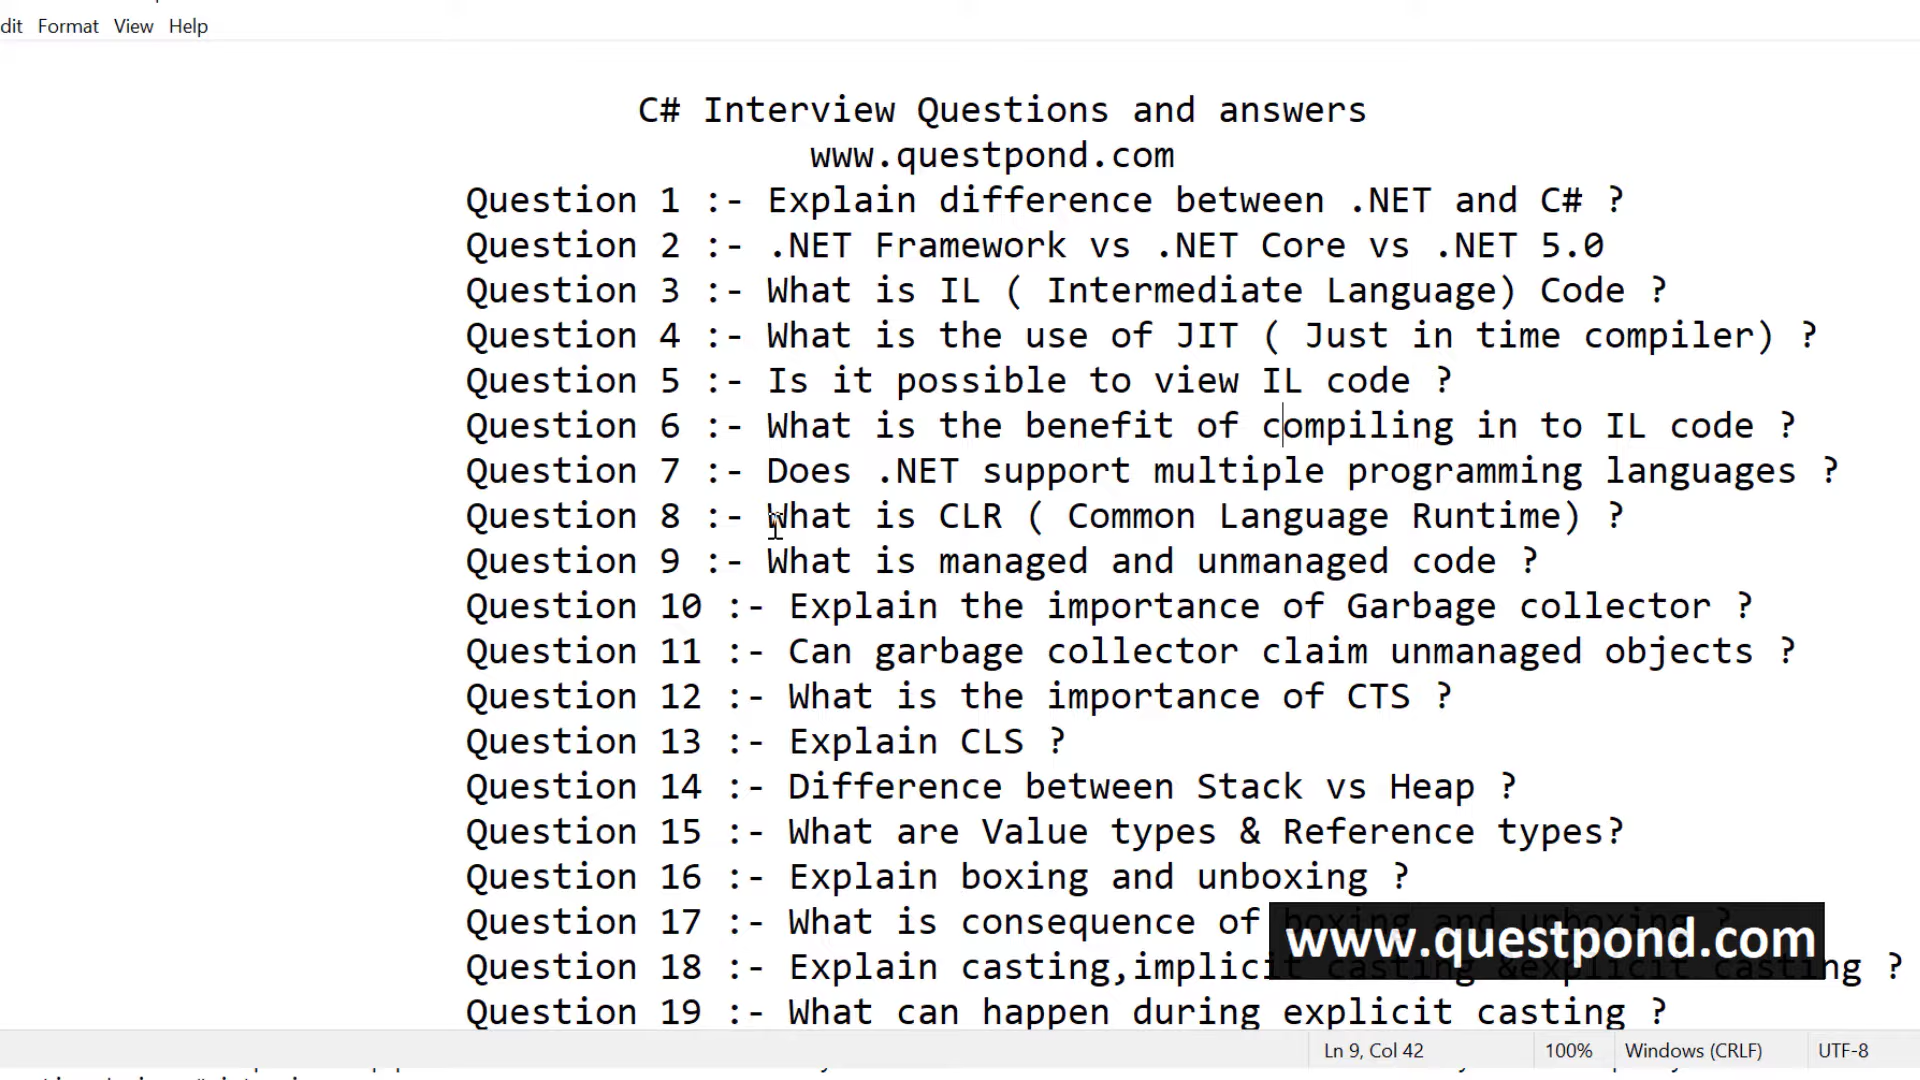 dit Format View Help
C# Interview Questions and answers
www.questpond.com
Question 1 :- Explain difference between .NET and C# ?
Question 2 :- .NET Framework vs .NET Core vs .NET 5.0
Question 3 :- What is IL ( Intermediate Language) Code ?
Question 4 :- What is the use of JIT ( Just in time compiler) ?
Question 5 :- Is it possible to view IL code ?
Question 6 :- What is the benefit of compiling in to IL code ?
Question 7 :- Does .NET support multiple programming languages ?
Question 8 :- What is CLR ( Common Language Runtime) ?
Question 9 :- What is managed and unmanaged code ?
Question 10 :- Explain the importance of Garbage collector ?
Question 11 :- Can garbage collector claim unmanaged objects ?
Question 12 :- What is the importance of CTS ?
Question 13 :- Explain CLS ?
Question 14 :- Difference between Stack vs Heap ?
Question 15 :- What are Value types & Reference types?
Question 16 :- Explain boxing and unboxing ?
Question 17 :- What is consequence of boxing and unboxing ?
www.questpond.com
Question 18 :- Explain casting,implicit casting &explicit casting ?
Question 19 :- What can happen during explicit casting ?
Ln 9, Col 42 100% Windows (CRLF) UTF-8